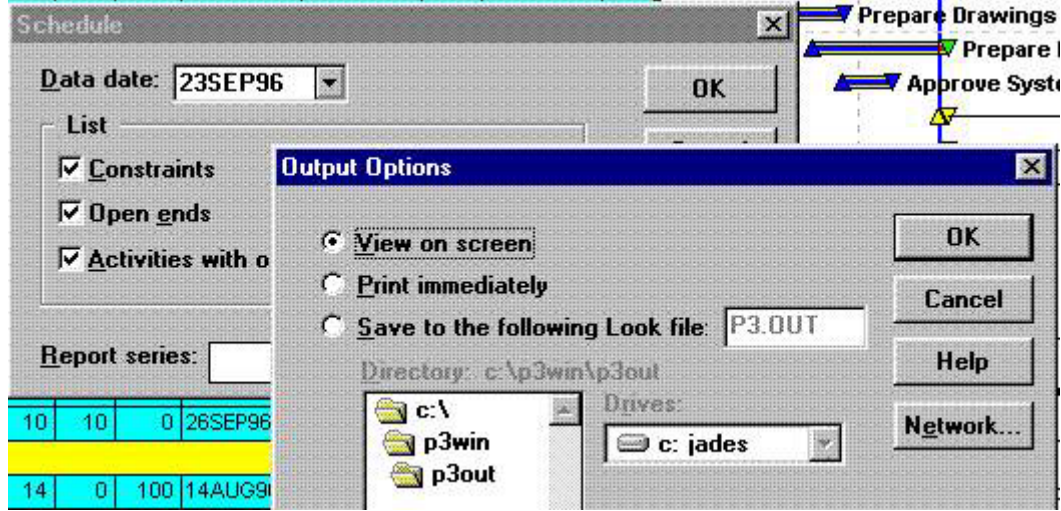 Schedule
Data date: 23SEP96
OK
List
Constraints
Open ends
Activities with o
Report series:
10 10 0 26SEP96
14 0 100 14AUG9
Prepare Drawings
Prepare
Approve Syste
Output Options
View on screen
Print immediately
Save to the following Look file: P3.OUT
Directory: c:\p3win\p3out
c:\
p3win
p3out
Drives:
c: jades
OK
Cancel
Help
Network...